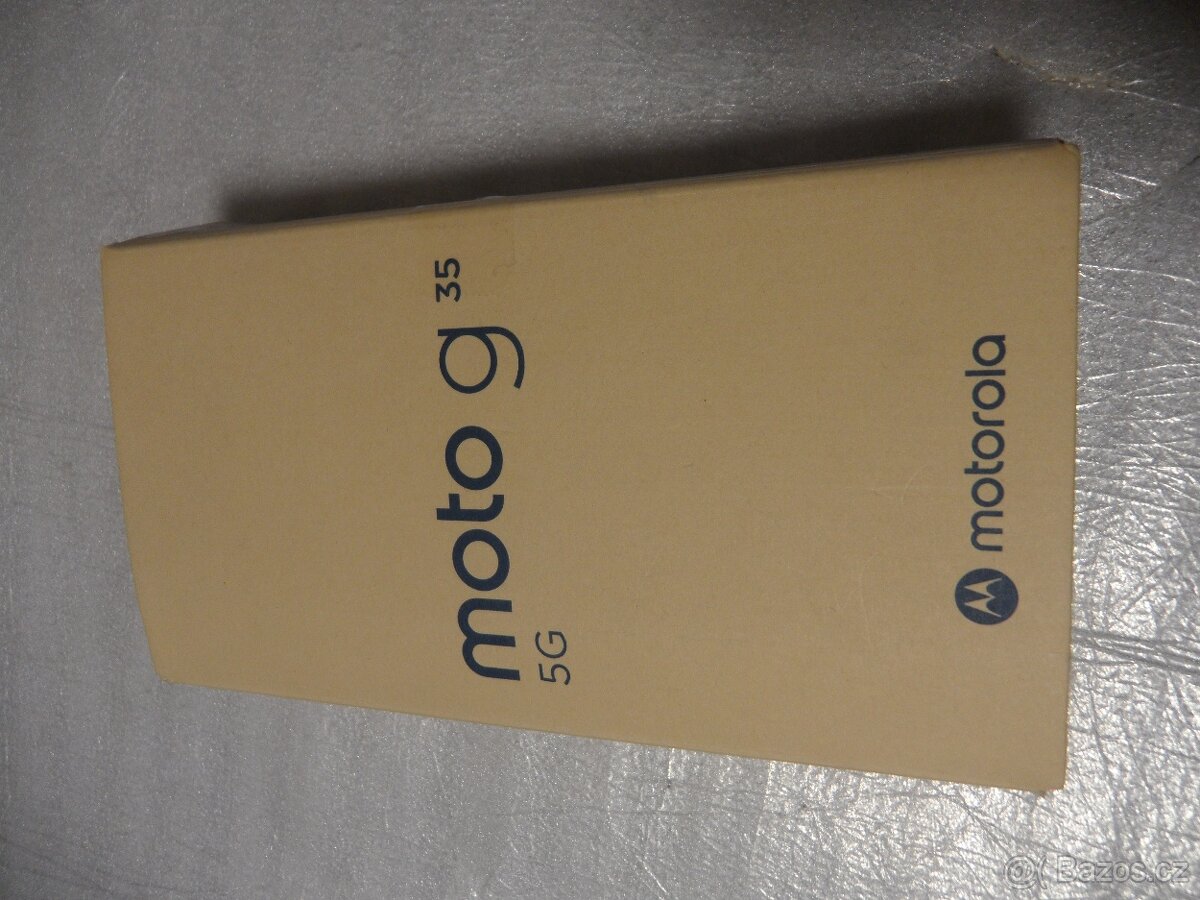 moto g 35
5G
motorola
@( Bazos.cz